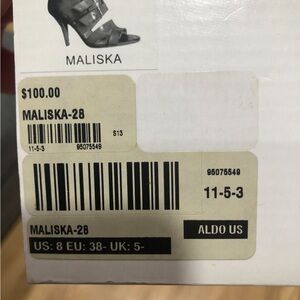 MALISKA
$100.00
MALISKA-28
11-5-3 95075549 S13
95075549
11-5-3
MALISKA-28 ALDO US
US: 8 EU: 38- UK: 5-